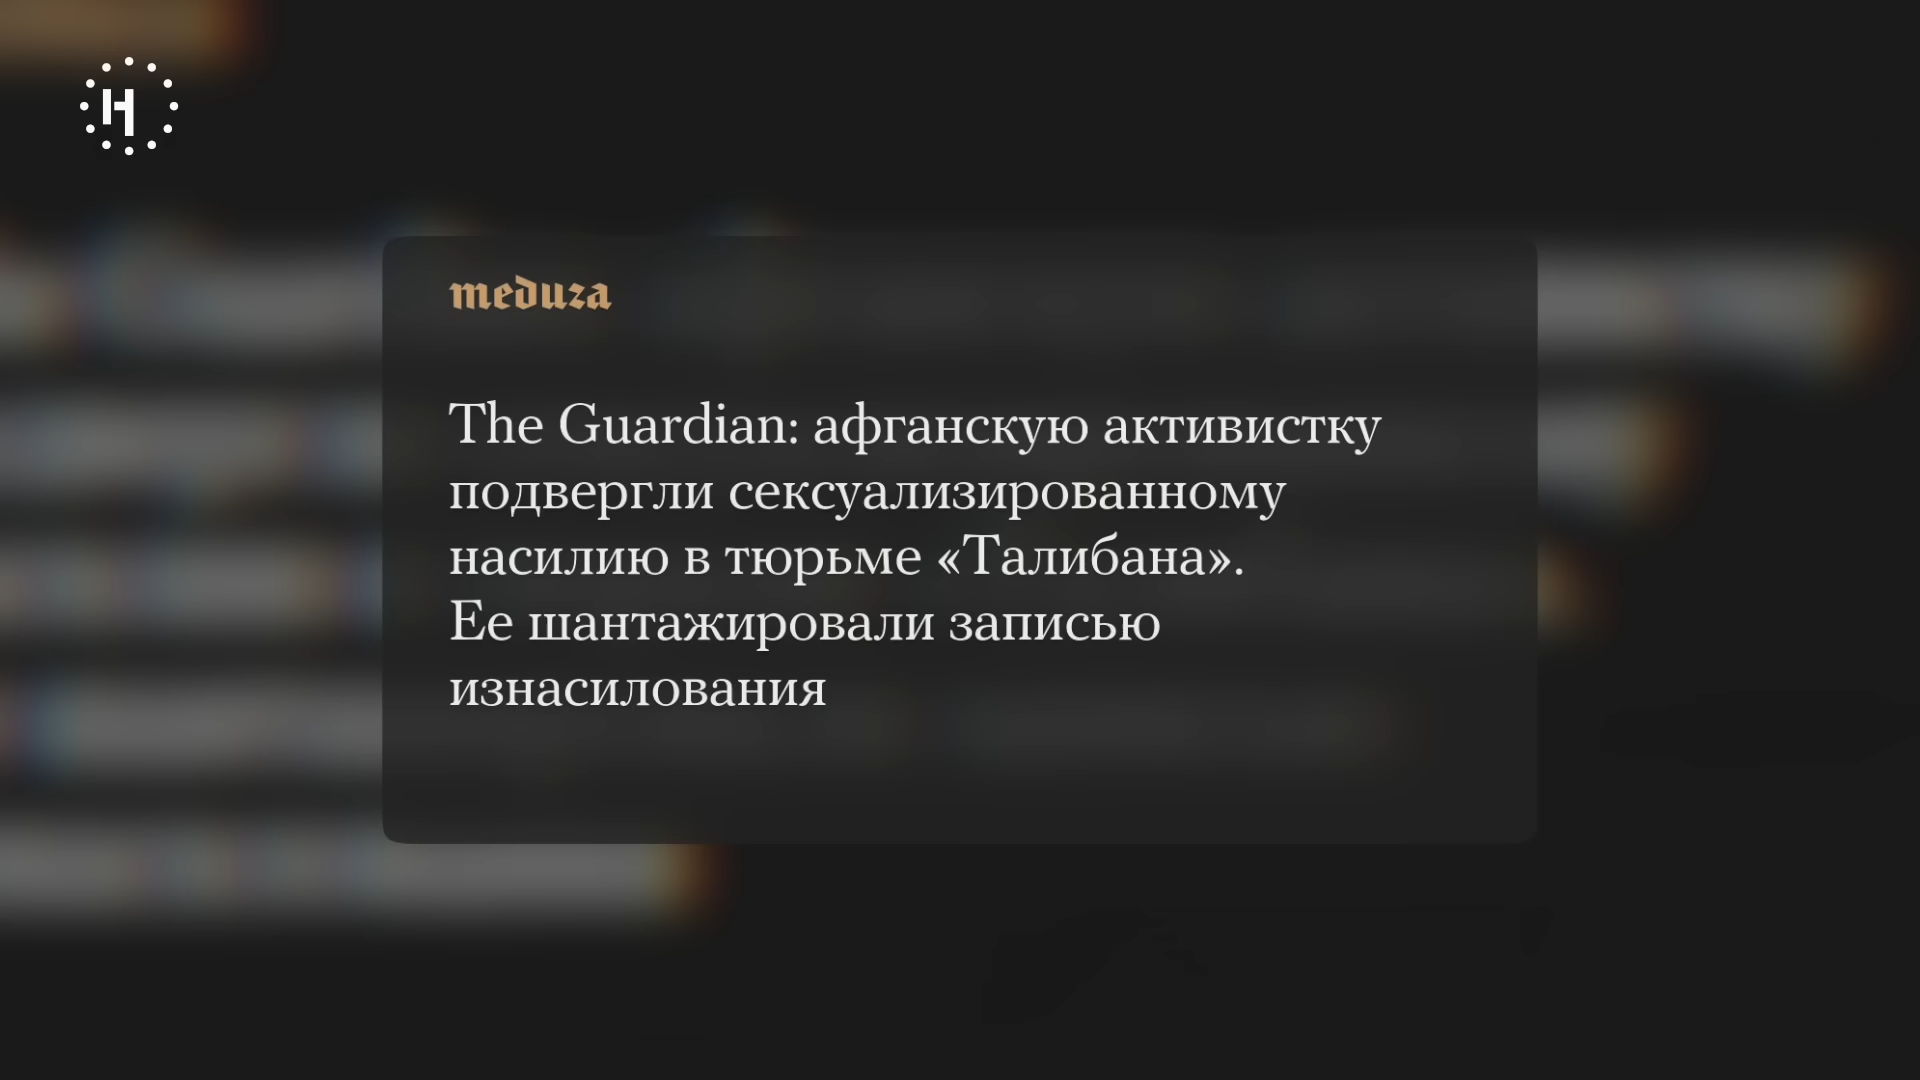 meduza
The Guardian: афганскую активистку
подвергли сексуализированному
насилию в тюрьме «Талибана».
Ее шантажировали записью
изнасилования